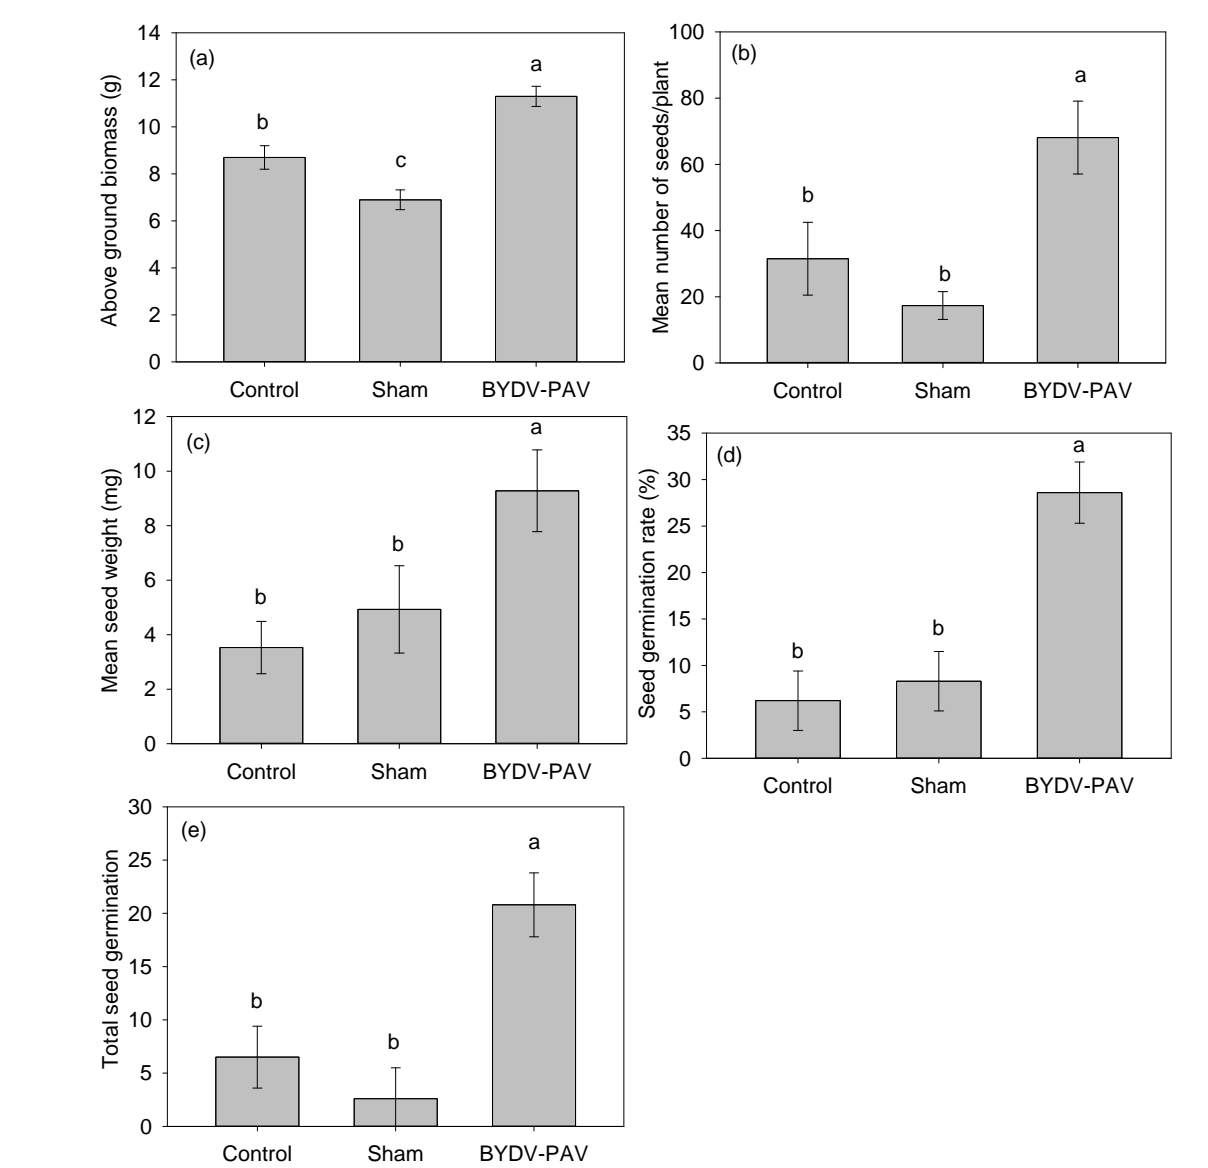 (a)
Above ground biomass (g)
14
12
10
8
6
4
2
0
b
c
a
Control Sham BYDV-PAV
(b)
Mean number of seeds/plant
100
80
60
40
20
0
b
b
a
Control Sham BYDV-PAV
(c)
Mean seed weight (mg)
12
10
8
6
4
2
0
b
b
a
Control Sham BYDV-PAV
(d)
Seed germination rate (%)
35
30
25
20
15
10
5
0
b
b
a
Control Sham BYDV-PAV
(e)
Total seed germination
30
25
20
15
10
5
0
b
b
a
Control Sham BYDV-PAV